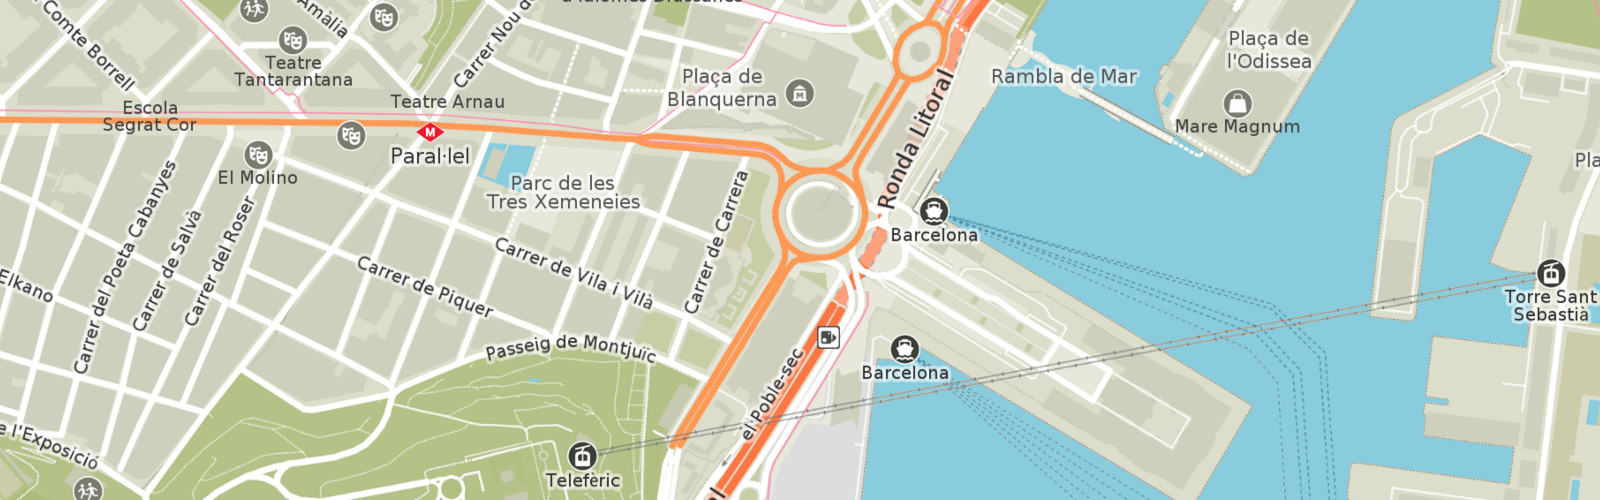 d'Idiomes Drassanes
Amàlia
Comte Borrell
Carrer Nou de
Teatre
Tantarantana
Teatre Arnau
Escola
Segrat Cor
M
Paral·lel
El Molino
Plaça de
Blanquerna
M
Rambla de Mar
Plaça de
l'Odissea
Mare Magnum
Ronda Litoral
Parc de les
Tres Xemeneies
Carrer de Carrera
Barcelona
Carrer del Poeta Cabanyes
Carrer de Salvà
Carrer del Roser
Elkano
Carrer de Vila i Vilà
Carrer de Piquer
Passeig de Montjuïc
Torre Sant
Sebastià
Barcelona
el Poble-sec
e l'Exposició
Telefèric